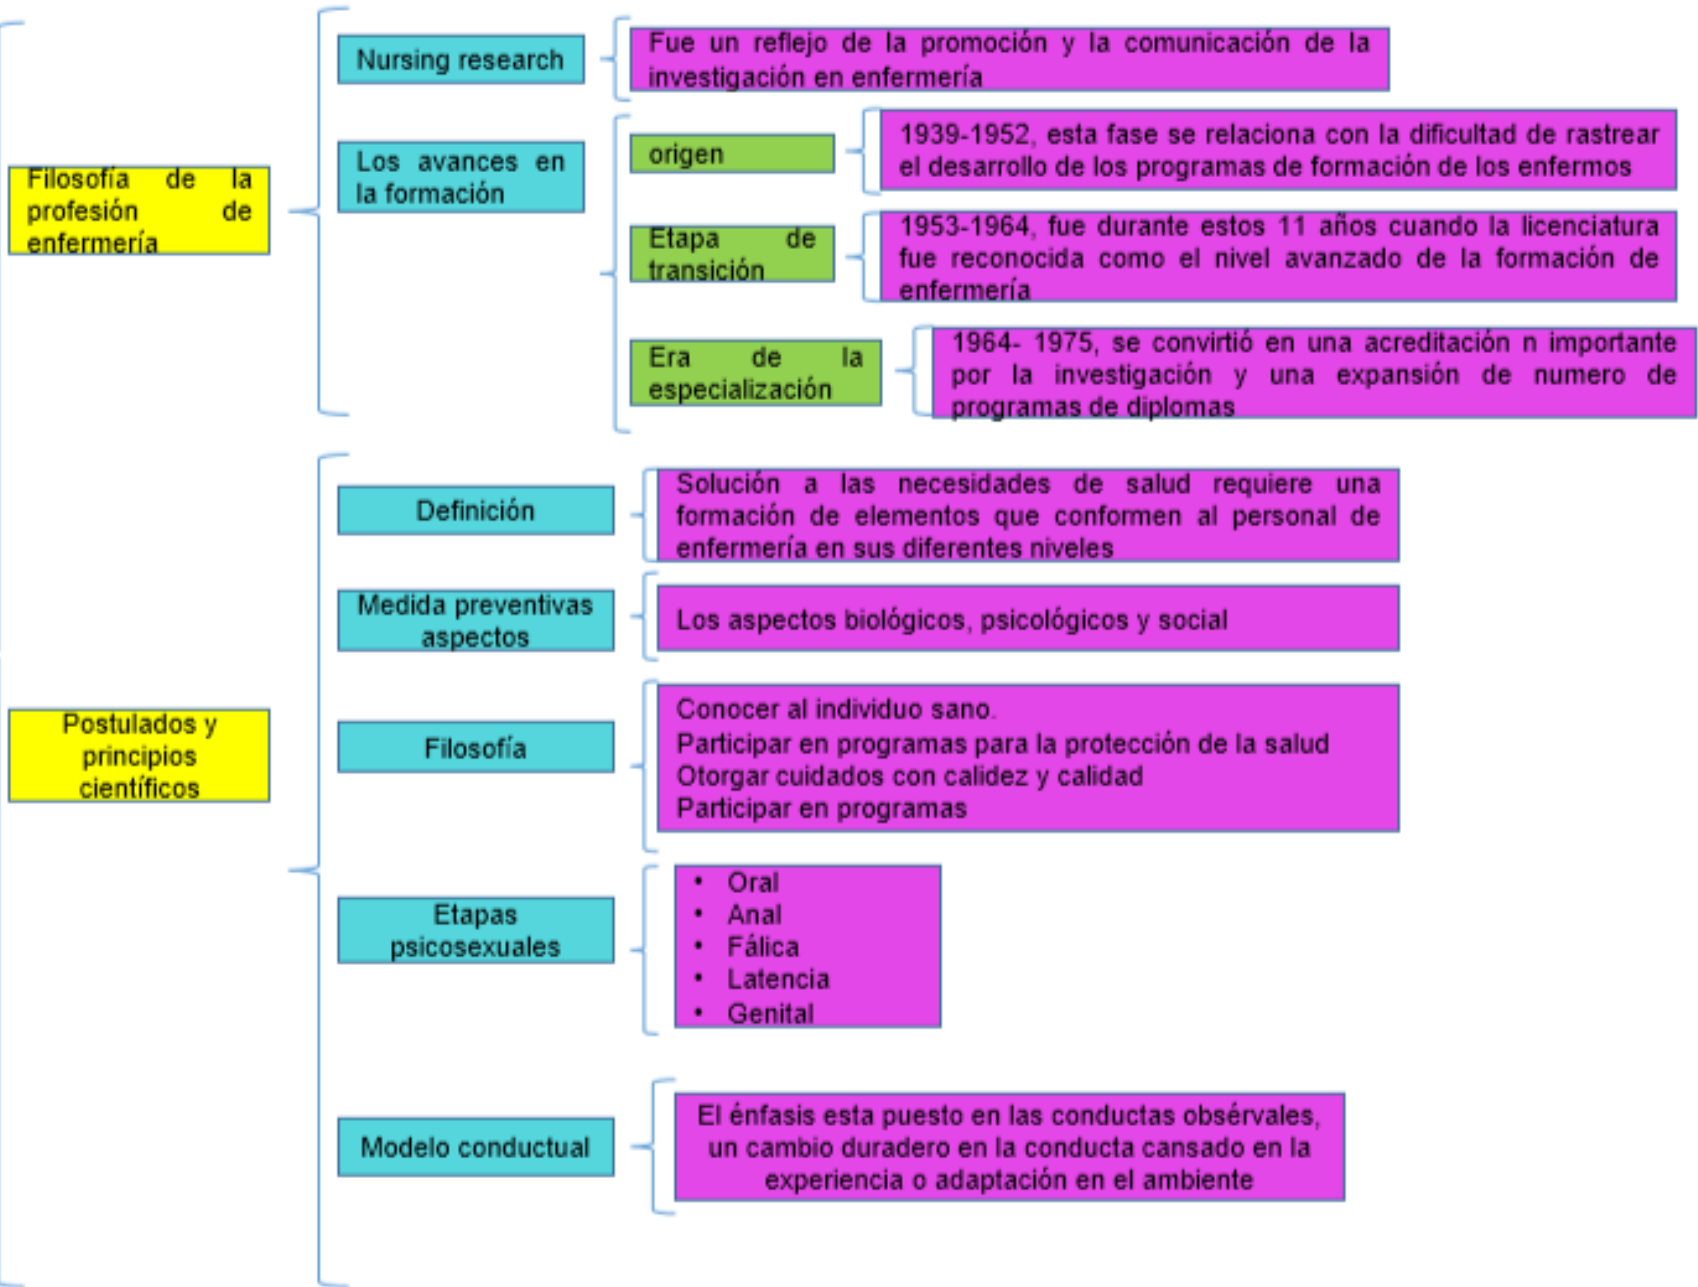 Filosofía de la
profesión de
enfermería
Nursing research
Fue un reflejo de la promoción y la comunicación de la
investigación en enfermería
Los avances en
la formación
origen
1939-1952, esta fase se relaciona con la dificultad de rastrear
el desarrollo de los programas de formación de los enfermos
Etapa de
transición
1953-1964, fue durante estos 11 años cuando la licenciatura
fue reconocida como el nivel avanzado de la formación de
enfermería
Era de la
especialización
1964- 1975, se convirtió en una acreditación n importante
por la investigación y una expansión de numero de
programas de diplomas
Postulados y
principios
científicos
Definición
Solución a las necesidades de salud requiere una
formación de elementos que conformen al personal de
enfermería en sus diferentes niveles
Medida preventivas
aspectos
Los aspectos biológicos, psicológicos y social
Filosofía
Conocer al individuo sano.
Participar en programas para la protección de la salud
Otorgar cuidados con calidez y calidad
Participar en programas
Etapas
psicosexuales
• Oral
• Anal
• Fálica
• Latencia
• Genital
Modelo conductual
El énfasis esta puesto en las conductas obsérvales,
un cambio duradero en la conducta cansado en la
experiencia o adaptación en el ambiente